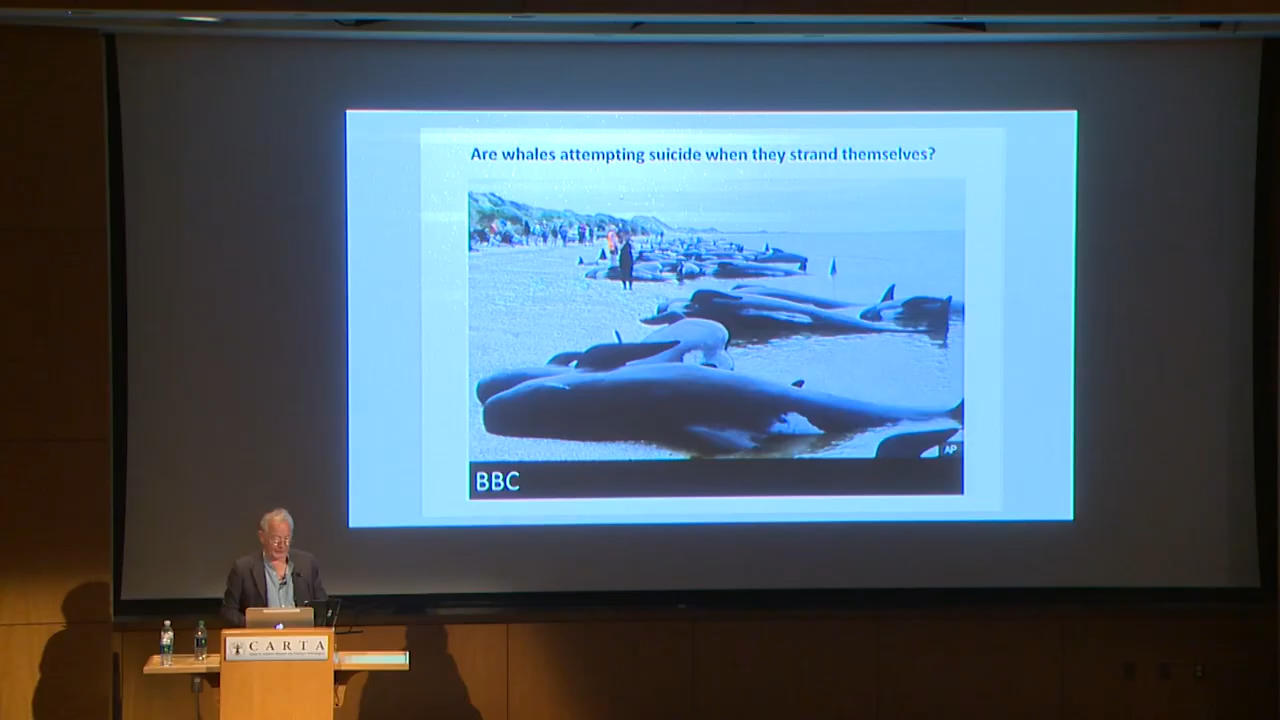 Are whales attempting suicide when they strand themselves?
AP
BBC
CARTA